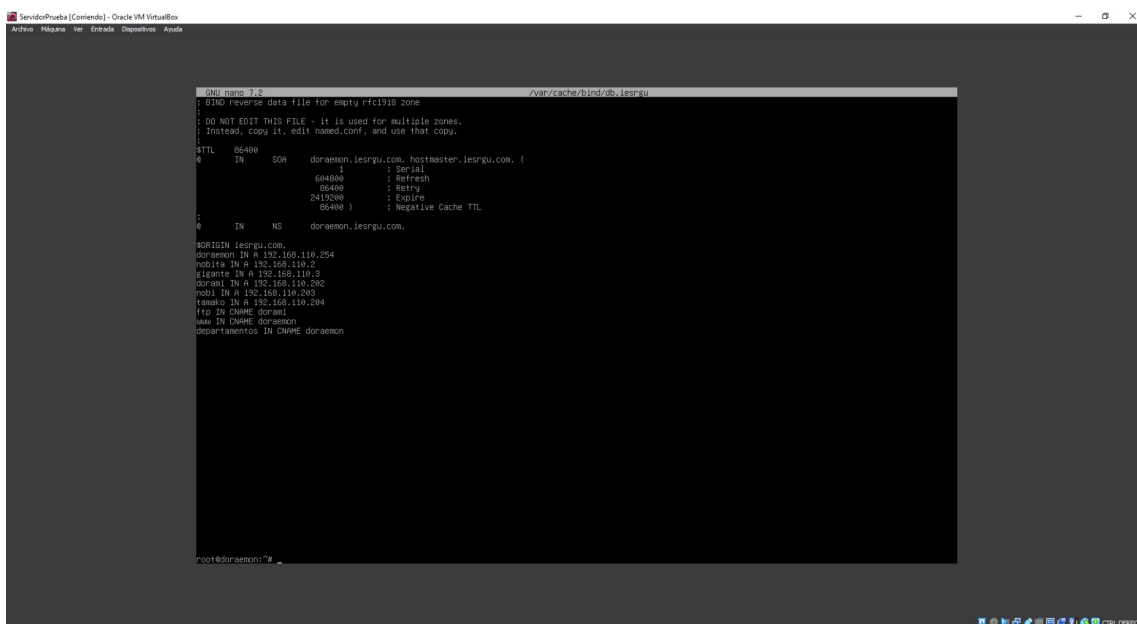 ServidorPrueba [Corriendo] - Oracle VM VirtualBox
Archivo Máquina Ver Entrada Dispositivos Ayuda
GNU nano 7.2 /var/cache/bind/db.iesrgu
; BIND reverse data file for empty rfc1918 zone
;
; DO NOT EDIT THIS FILE - it is used for multiple zones.
; Instead, copy it, edit named.conf, and use that copy.
;
$TTL 86400
@ IN SOA doraemon.iesrgu.com. hostmaster.iesrgu.com. (
1 ; Serial
604800 ; Refresh
86400 ; Retry
2419200 ; Expire
86400 ) ; Negative Cache TTL
;
@ IN NS doraemon.iesrgu.com.
$ORIGIN iesrgu.com.
doraemon IN A 192.168.110.254
nobita IN A 192.168.110.2
gigante IN A 192.168.110.3
dorami IN A 192.168.110.202
nobi IN A 192.168.110.203
tamako IN A 192.168.110.204
ftp IN CNAME dorami
www IN CNAME doraemon
departamentos IN CNAME doraemon
root@doraemon:~# _
CTRL DEREC